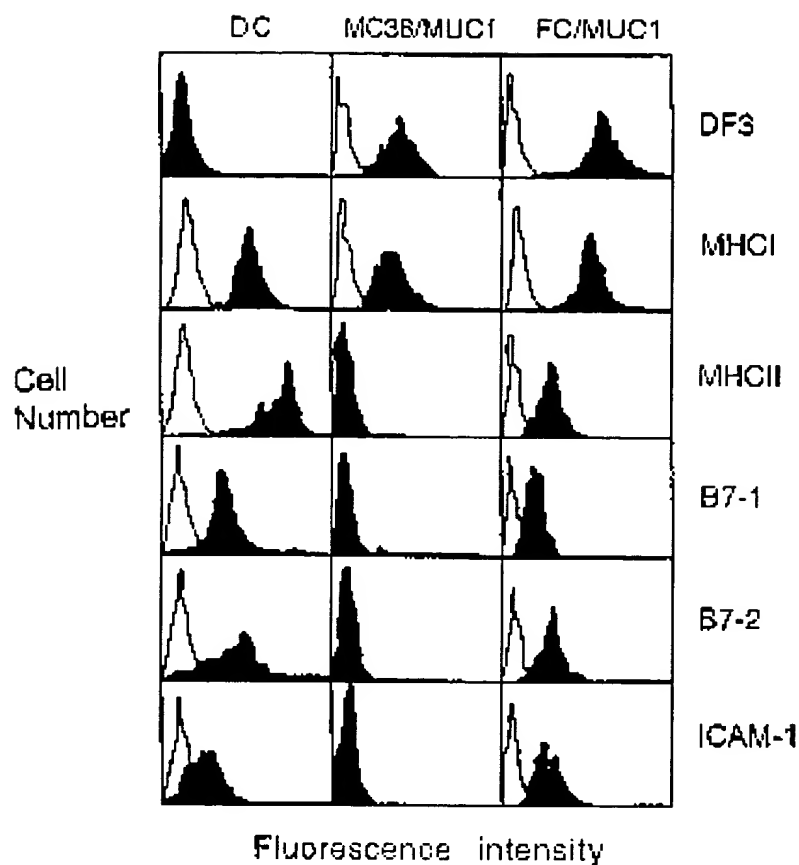 DC MC38/MUC1 FC/MUC1
DF3
MHCI
MHCII
Cell
Number
B7-1
B7-2
ICAM-1
Fluorescence intensity